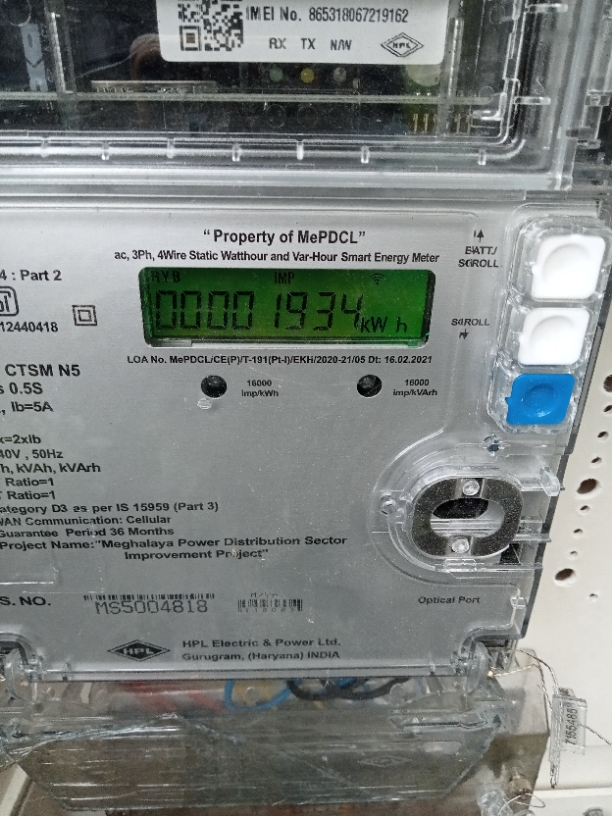 IMEI No. 865318067219162
RX TX N/W
HPL
"Property of MePDCL"
ac, 3Ph, 4Wire Static Watthour and Var-Hour Smart Energy Meter
BATT/
SCROLL
4 : Part 2
R Y B IMP
00001934 kWh
12440418
SCROLL
LOA No. MePDCL/CE(P)/T-191(Pt-I)/EKH/2020-21/05 Dt: 16.02.2021
CTSM N5
0.5S
Ib=5A
16000
imp/kWh
16000
imp/kVArh
=2xIb
40V , 50Hz
h, kVAh, kVArh
Ratio=1
Ratio=1
ategory D3 as per IS 15959 (Part 3)
WAN Communication: Cellular
Guarantee Period 36 Months
Project Name:"Meghalaya Power Distribution Sector
Improvement Project"
S. NO.
MS5004818
Optical Port
HPL
HPL Electric & Power Ltd.
Gurugram, (Haryana) INDIA